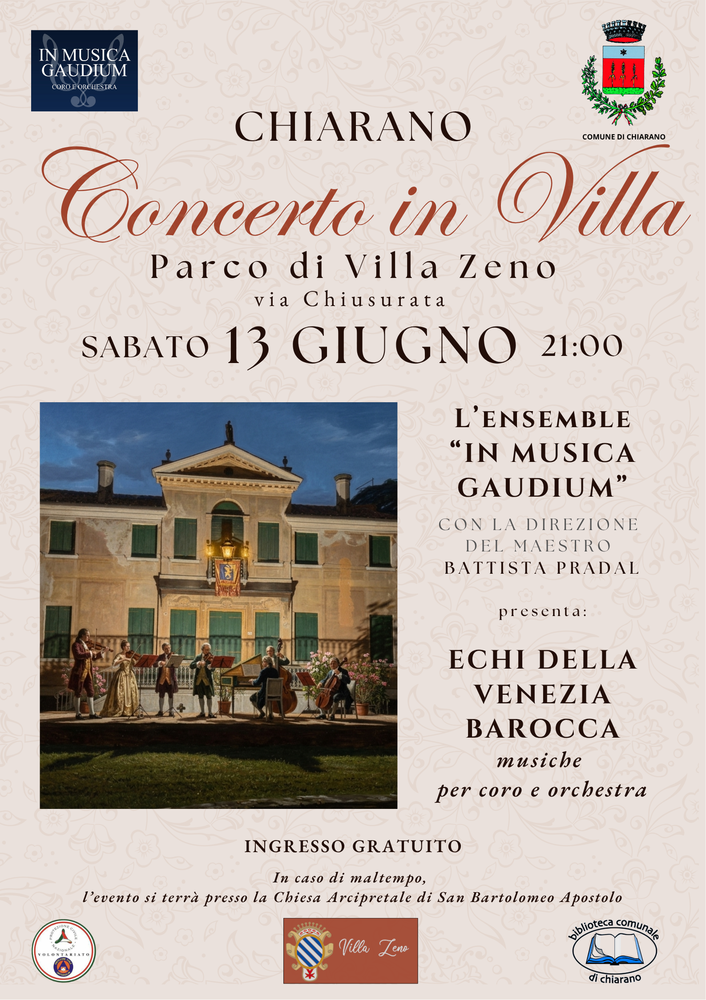 IN MUSICA
GAUDIUM
CORO E ORCHESTRA
COMUNE DI CHIARANO
CHIARANO
Concerto in Villa
Parco di Villa Zeno
via Chiusurata
SABATO 13 GIUGNO 21:00
L’ENSEMBLE
“IN MUSICA
GAUDIUM”
CON LA DIREZIONE
DEL MAESTRO
BATTISTA PRADAL
presenta:
ECHI DELLA
VENEZIA
BAROCCA
musiche
per coro e orchestra
INGRESSO GRATUITO
In caso di maltempo,
l’evento si terrà presso la Chiesa Arcipretale di San Bartolomeo Apostolo
PROTEZIONE CIVILE
NAZIONALE
VOLONTARIATO
PROTEZIONE CIVILE
OPITERGIUM
Villa Zeno
biblioteca comunale
di chiarano